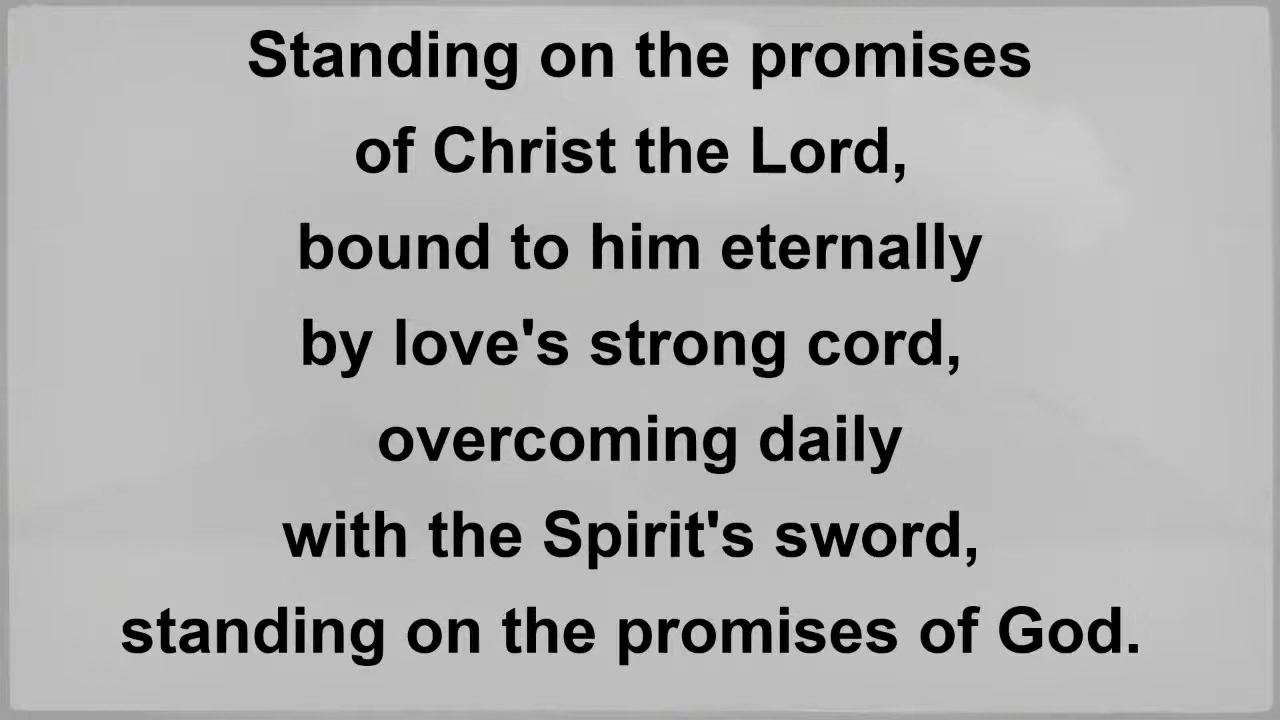 Standing on the promises
of Christ the Lord,
bound to him eternally
by love's strong cord,
overcoming daily
with the Spirit's sword,
standing on the promises of God.